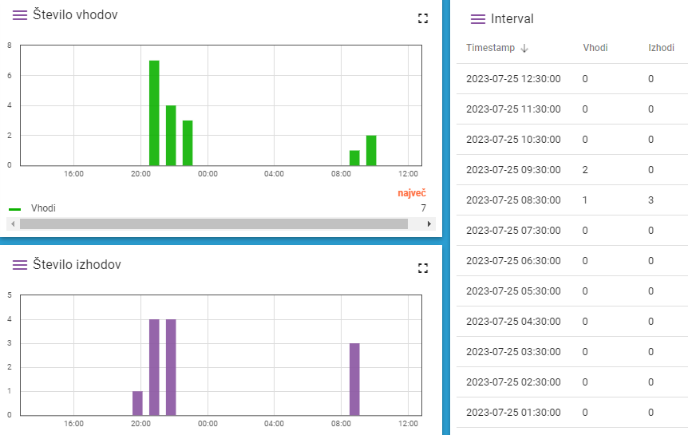 Število vhodov
8
6
4
2
0
16:00 20:00 00:00 04:00 08:00 12:00
največ
Vhodi 7
Število izhodov
5
4
3
2
1
0
16:00 20:00 00:00 04:00 08:00 12:00
Interval
Timestamp Vhodi Izhodi
2023-07-25 12:30:00 0 0
2023-07-25 11:30:00 0 0
2023-07-25 10:30:00 0 0
2023-07-25 09:30:00 2 0
2023-07-25 08:30:00 1 3
2023-07-25 07:30:00 0 0
2023-07-25 06:30:00 0 0
2023-07-25 05:30:00 0 0
2023-07-25 04:30:00 0 0
2023-07-25 03:30:00 0 0
2023-07-25 02:30:00 0 0
2023-07-25 01:30:00 0 0